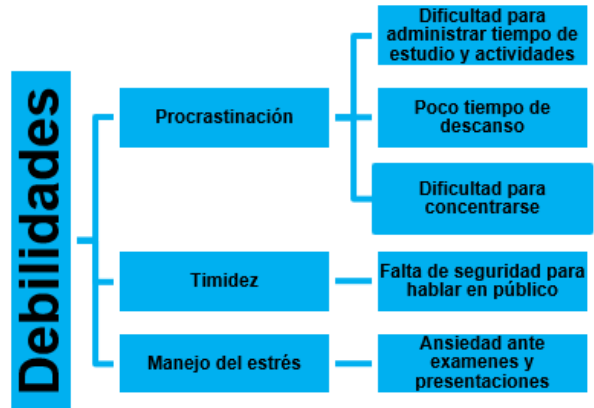 Debilidades
Procrastinación
Dificultad para
administrar tiempo de
estudio y actividades
Poco tiempo de
descanso
Dificultad para
concentrarse
Timidez
Falta de seguridad para
hablar en público
Manejo del estrés
Ansiedad ante
examenes y
presentaciones